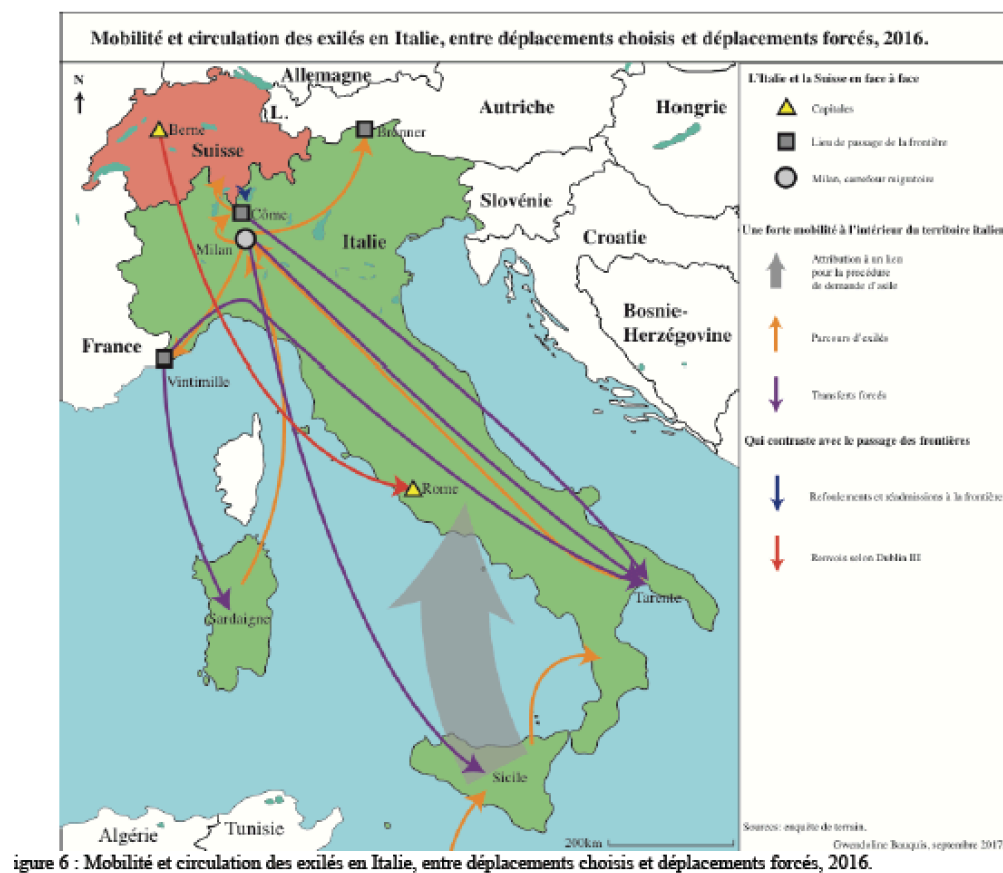 Mobilité et circulation des exilés en Italie, entre déplacements choisis et déplacements forcés, 2016.
N
Allemagne
L.
Autriche
Hongrie
Berne
Suisse
Brenner
Slovénie
Côme
Milan
Italie
Croatie
Bosnie-
Herzégovine
France
Vintimille
Rome
Sardaigne
Tarente
Sicile
Algérie
Tunisie
200km
L'Italie et la Suisse en face à face
Capitales
Lieu de passage de la frontière
Milan, carrefour migratoire
Une forte mobilité à l'intérieur du territoire italien
Attribution à un lieu
pour la procédure
de demande d'asile
Parcours d'exilés
Transferts forcés
Qui contraste avec le passage des frontières
Refoulements et réadmissions à la frontière
Renvois selon Dublin III
Sources: enquête de terrain.
Gwendoline Bauquis, septembre 2017
igure 6 : Mobilité et circulation des exilés en Italie, entre déplacements choisis et déplacements forcés, 2016.